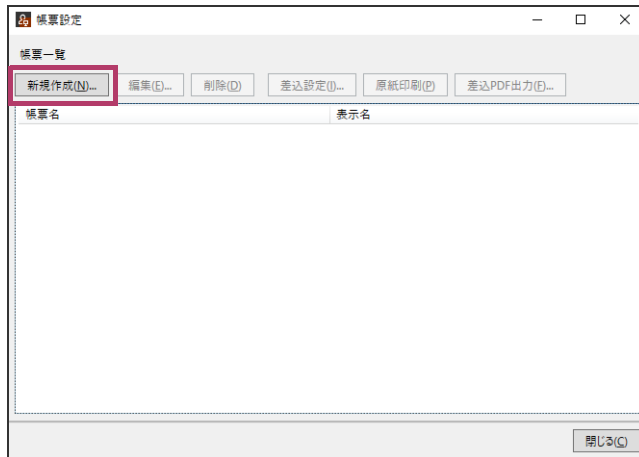 帳票設定
帳票一覧
新規作成(N)... 編集(E)... 削除(D) 差込設定(I)... 原紙印刷(P) 差込PDF出力(F)...
帳票名 表示名
閉じる(C)